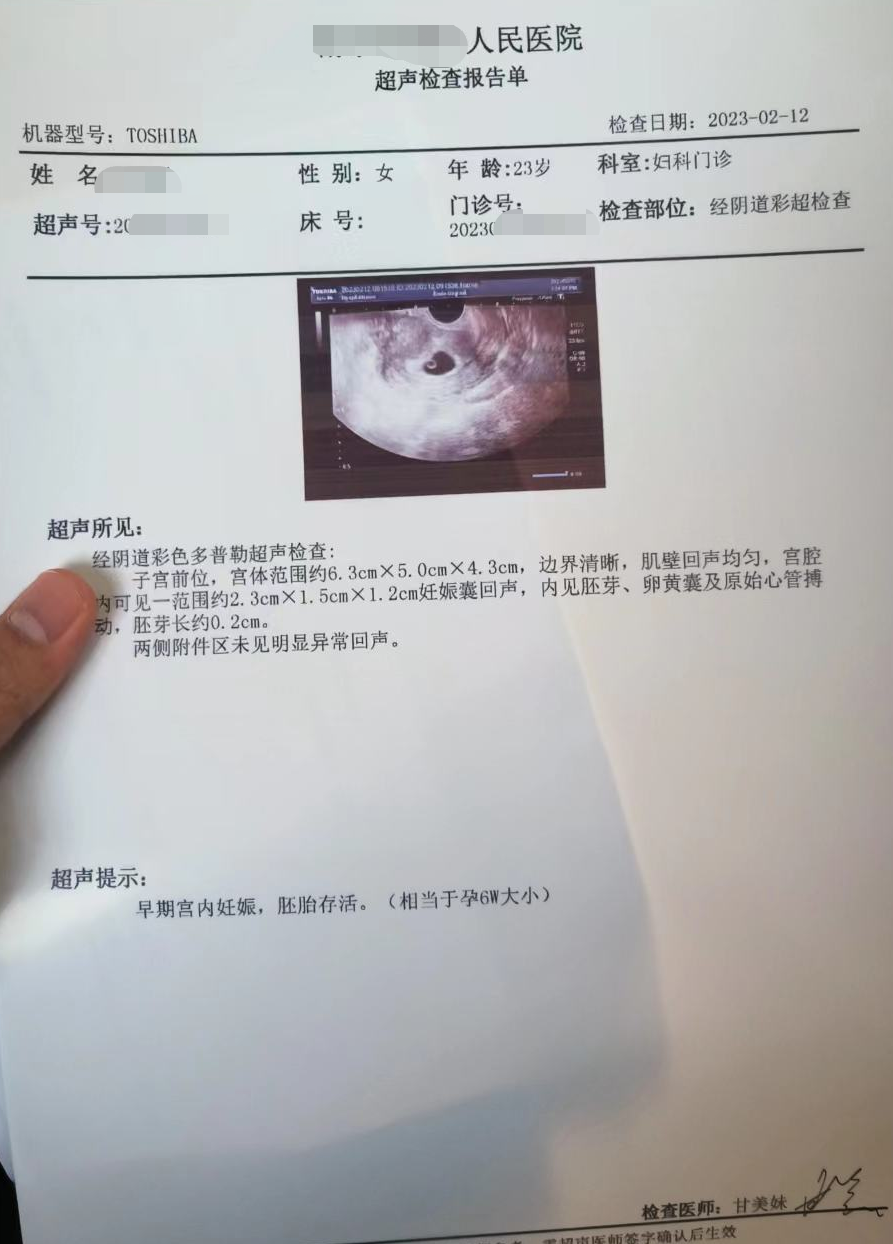 人民医院
超声检查报告单
机器型号: TOSHIBA 检查日期: 2023-02-12
姓 名 性 别: 女 年 龄:23岁 科室:妇科门诊
超声号:20 床 号: 门诊号: 20230 检查部位: 经阴道彩超检查
TOSHIBA
超声所见:
经阴道彩色多普勒超声检查:
子宫前位, 宫体范围约6.3cm×5.0cm×4.3cm, 边界清晰, 肌壁回声均匀, 宫腔
内可见一范围约2.3cm×1.5cm×1.2cm妊娠囊回声, 内见胚芽、卵黄囊及原始心管搏
动, 胚芽长约0.2cm。
两侧附件区未见明显异常回声。
超声提示:
早期宫内妊娠, 胚胎存活。(相当于孕6W大小)
检查医师: 甘美妹
医师签字确认后生效